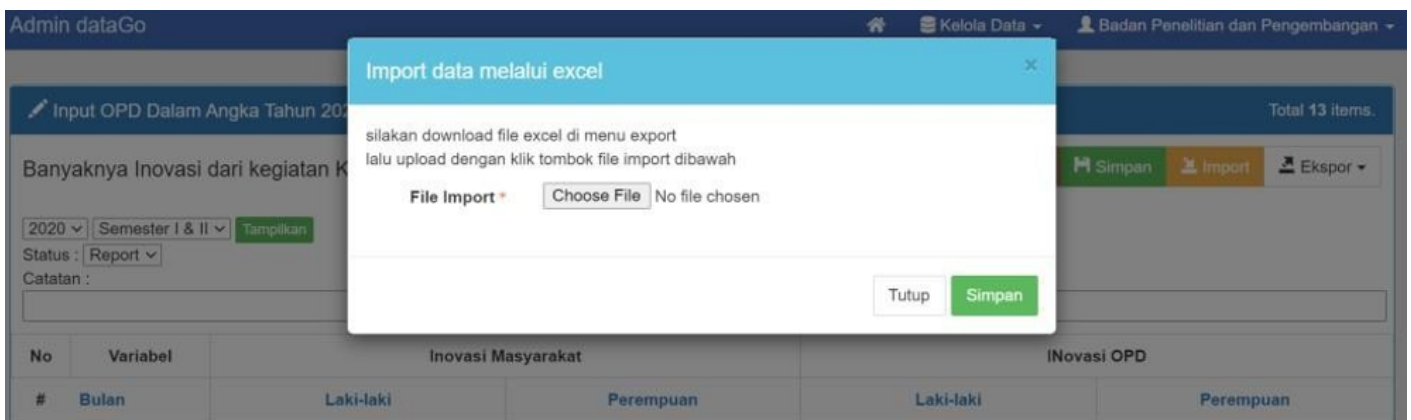 Admin dataGo
Kelola Data
Badan Penelitian dan Pengembangan
Import data melalui excel
×
Input OPD Dalam Angka Tahun 202
Total 13 items.
silakan download file excel di menu export
lalu upload dengan klik tombok file import dibawah
Banyaknya Inovasi dari kegiatan K
Simpan
Import
Ekspor
File Import *
Choose File No file chosen
2020 Semester I & II Tampilkan
Status : Report
Catatan :
Tutup
Simpan
No Variabel Inovasi Masyarakat INovasi OPD
# Bulan Laki-laki Perempuan Laki-laki Perempuan